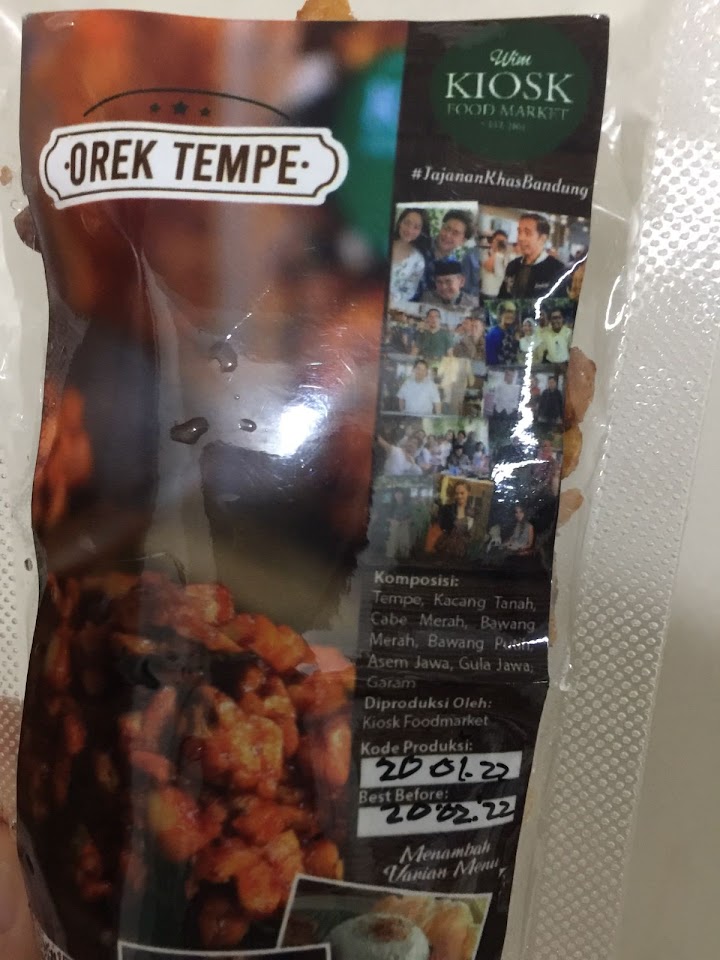 OREK TEMPE
Wim
KIOSK
FOOD MARKET
#JajananKhasBandung
Komposisi:
Tempe, Kacang Tanah,
Cabe Merah, Bawang
Merah, Bawang Putih,
Asem Jawa, Gula Jawa,
Garam
Diproduksi Oleh:
Kiosk Foodmarket
Kode Produksi:
20 01.22
Best Before:
20.02.22
Menambah
Varian Menu